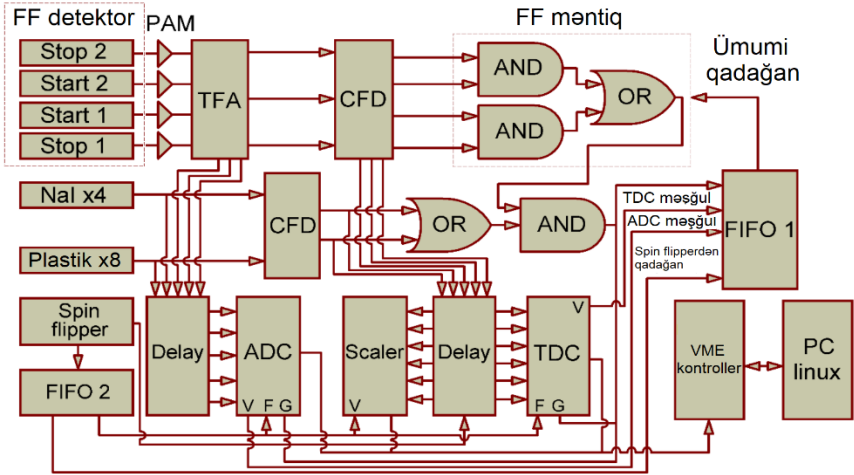 FF detektor
PAM
FF məntiq
Ümumi
qadağan
Stop 2
Start 2
Start 1
Stop 1
TFA
CFD
AND
AND
OR
NaI x4
Plastik x8
CFD
OR
AND
TDC məşğul
ADC məşğul
Spin flipperdən
qadağan
FIFO 1
Spin
flipper
FIFO 2
Delay
ADC
V F G
Scaler
V
Delay
V
TDC
F G
VME
kontroller
PC
linux